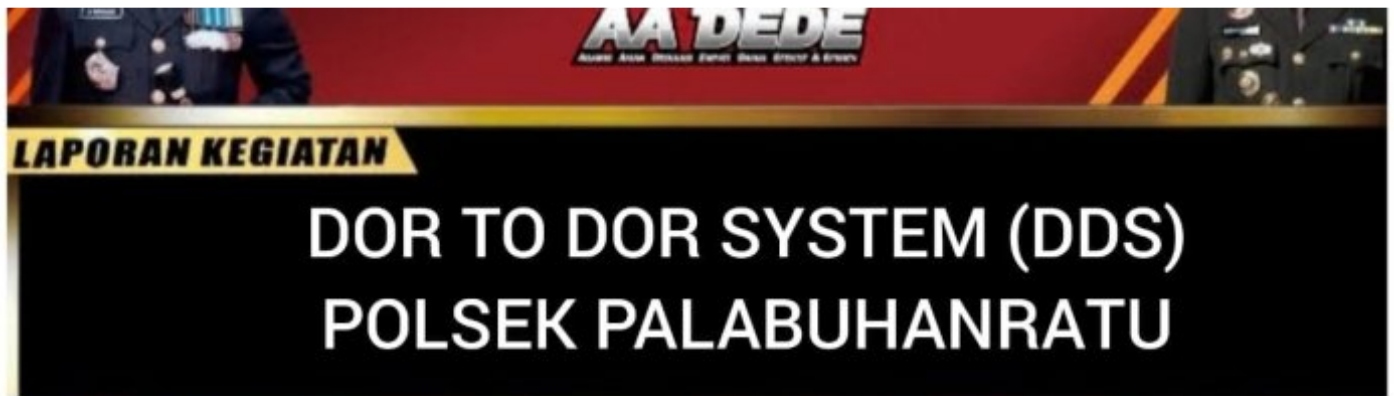 AA DEDE
LAPORAN KEGIATAN
DOR TO DOR SYSTEM (DDS)
POLSEK PALABUHANRATU